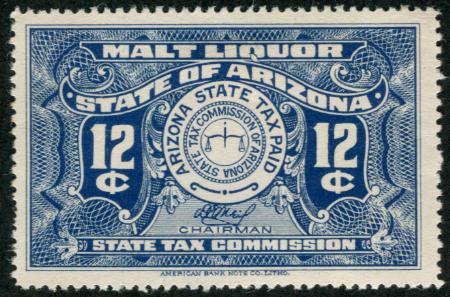 MALT LIQUOR
STATE OF ARIZONA
ARIZONA STATE TAX PAID
STATE TAX COMMISSION OF ARIZONA
12 12
¢ ¢
CHAIRMAN
STATE TAX COMMISSION
AMERICAN BANK NOTE CO. LITHO.